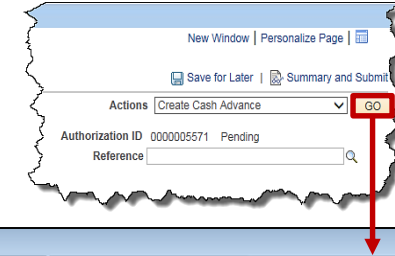 New Window | Personalize Page |
Save for Later | Summary and Submit
Actions Create Cash Advance GO
Authorization ID 0000005571 Pending
Reference